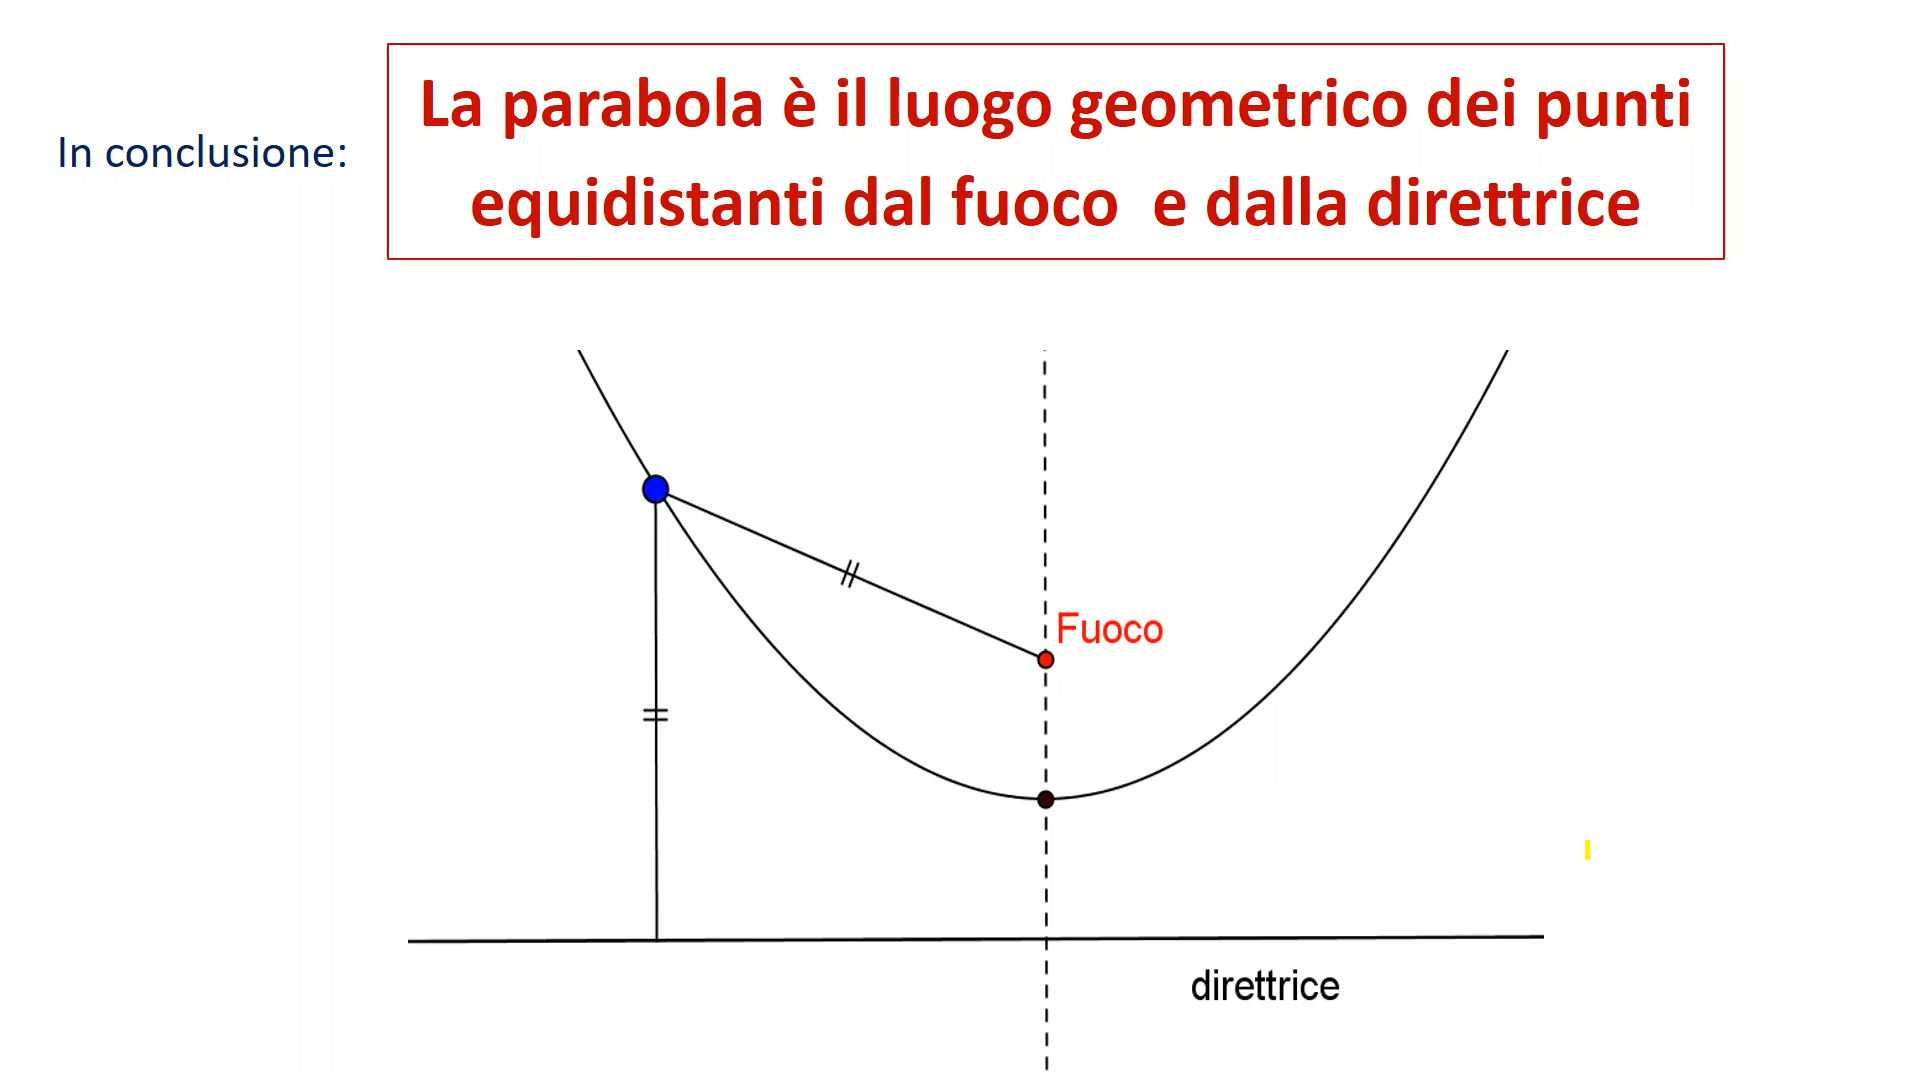 In conclusione:
La parabola è il luogo geometrico dei punti
equidistanti dal fuoco e dalla direttrice
Fuoco
direttrice